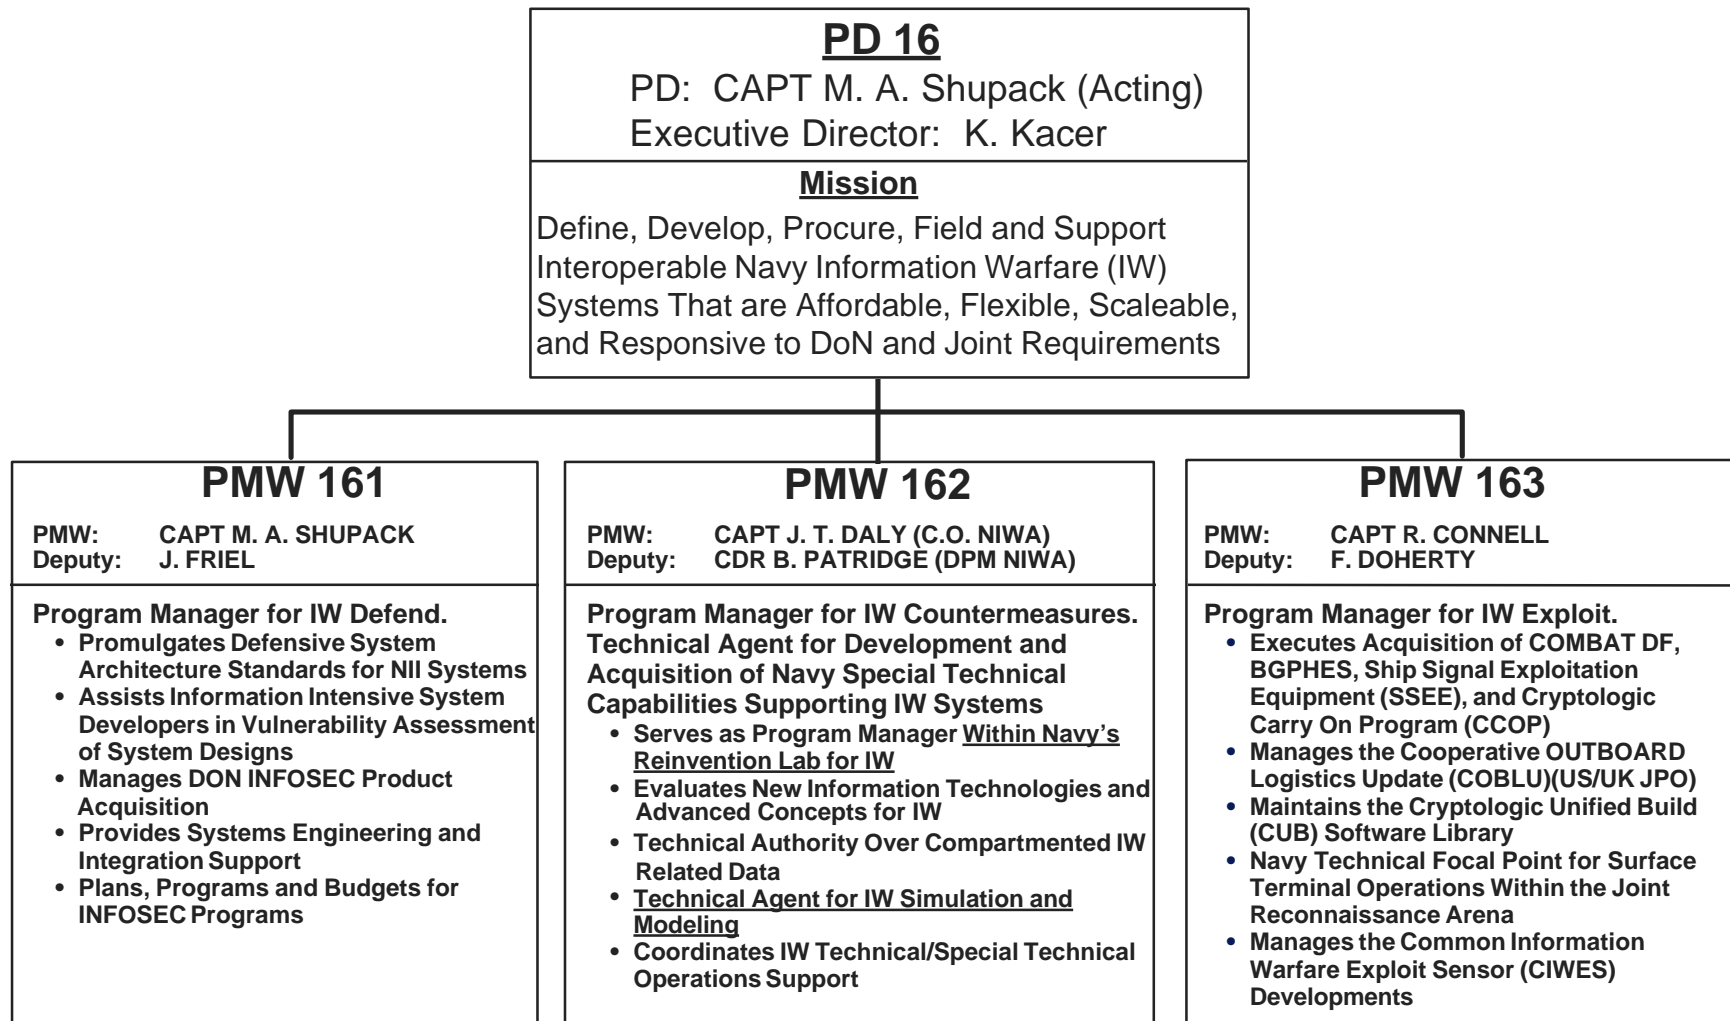 PD 16
PD: CAPT M. A. Shupack (Acting)
Executive Director: K. Kacer
Mission
Define, Develop, Procure, Field and Support
Interoperable Navy Information Warfare (IW)
Systems That are Affordable, Flexible, Scaleable,
and Responsive to DoN and Joint Requirements
PMW 161
PMW: CAPT M. A. SHUPACK
Deputy: J. FRIEL
Program Manager for IW Defend.
• Promulgates Defensive System
Architecture Standards for NII Systems
• Assists Information Intensive System
Developers in Vulnerability Assessment
of System Designs
• Manages DON INFOSEC Product
Acquisition
• Provides Systems Engineering and
Integration Support
• Plans, Programs and Budgets for
INFOSEC Programs
PMW 162
PMW: CAPT J. T. DALY (C.O. NIWA)
Deputy: CDR B. PATRIDGE (DPM NIWA)
Program Manager for IW Countermeasures.
Technical Agent for Development and
Acquisition of Navy Special Technical
Capabilities Supporting IW Systems
• Serves as Program Manager Within Navy's
Reinvention Lab for IW
• Evaluates New Information Technologies and
Advanced Concepts for IW
• Technical Authority Over Compartmented IW
Related Data
• Technical Agent for IW Simulation and
Modeling
• Coordinates IW Technical/Special Technical
Operations Support
PMW 163
PMW: CAPT R. CONNELL
Deputy: F. DOHERTY
Program Manager for IW Exploit.
• Executes Acquisition of COMBAT DF,
BGPHES, Ship Signal Exploitation
Equipment (SSEE), and Cryptologic
Carry On Program (CCOP)
• Manages the Cooperative OUTBOARD
Logistics Update (COBLU)(US/UK JPO)
• Maintains the Cryptologic Unified Build
(CUB) Software Library
• Navy Technical Focal Point for Surface
Terminal Operations Within the Joint
Reconnaissance Arena
• Manages the Common Information
Warfare Exploit Sensor (CIWES)
Developments